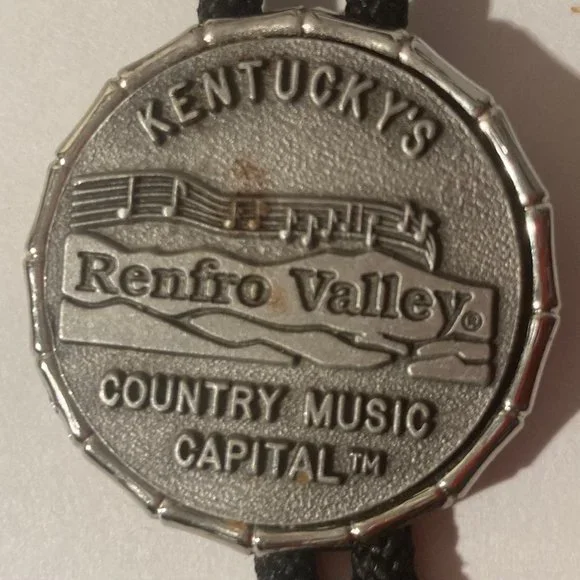 KENTUCKY'S
Renfro Valley®
COUNTRY MUSIC
CAPITAL™